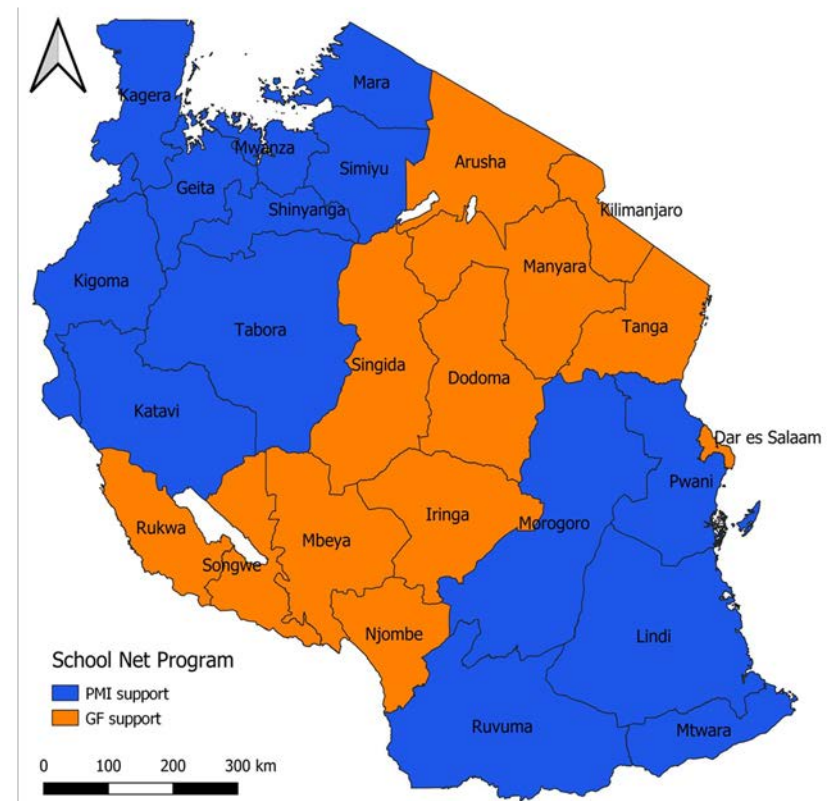 Mara
Kagera
Mwanza
Simiyu
Arusha
Geita
Shinyanga
Kilimanjaro
Kigoma
Manyara
Tabora
Tanga
Singida
Dodoma
Katavi
Dar es Salaam
Pwani
Iringa
Morogoro
Rukwa
Mbeya
Songwe
Njombe
Lindi
School Net Program
PMI support
GF support
Ruvuma
Mtwara
0 100 200 300 km